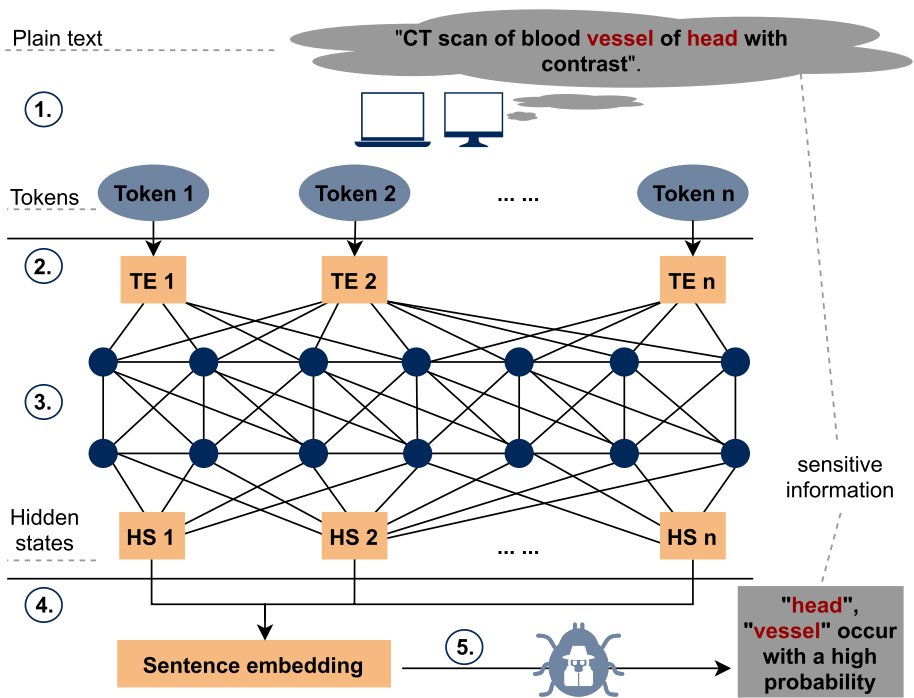 Plain text
"CT scan of blood vessel of head with
contrast".
1.
Tokens
Token 1
Token 2
... ...
Token n
2.
TE 1
TE 2
TE n
3.
sensitive
information
Hidden
states
HS 1
HS 2
... ...
HS n
4.
Sentence embedding
5.
"head",
"vessel" occur
with a high
probability